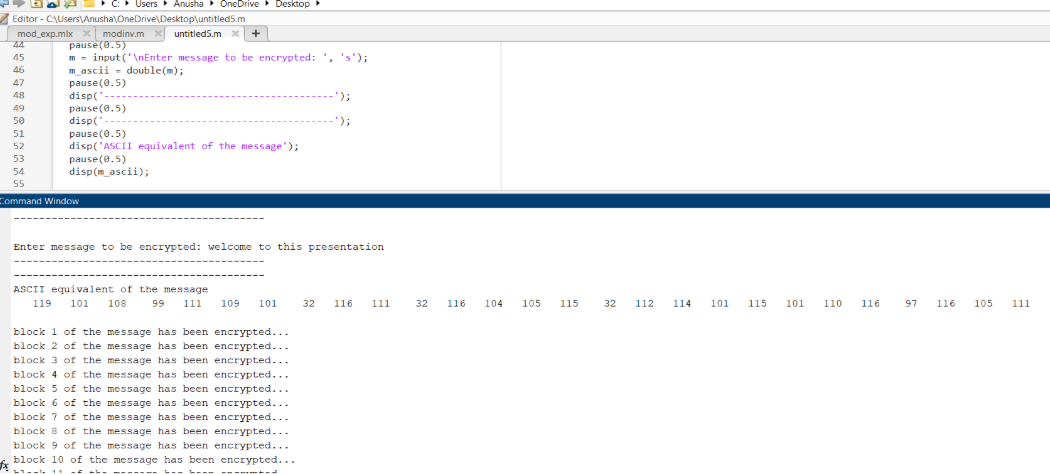 C: ▸ Users ▸ Anusha ▸ OneDrive ▸ Desktop ▸
Editor - C:\Users\Anusha\OneDrive\Desktop\untitled5.m
mod_exp.mlx × modinv.m × untitled5.m × +
44 pause(0.5)
45 m = input('\nEnter message to be encrypted: ', 's');
46 m_ascii = double(m);
47 pause(0.5)
48 disp('----------------------------------------');
49 pause(0.5)
50 disp('----------------------------------------');
51 pause(0.5)
52 disp('ASCII equivalent of the message');
53 pause(0.5)
54 disp(m_ascii);
55
Command Window
----------------------------------------
Enter message to be encrypted: welcome to this presentation
----------------------------------------
----------------------------------------
ASCII equivalent of the message
119 101 108 99 111 109 101 32 116 111 32 116 104 105 115 32 112 114 101 115 101 110 116 97 116 105 111
block 1 of the message has been encrypted...
block 2 of the message has been encrypted...
block 3 of the message has been encrypted...
block 4 of the message has been encrypted...
block 5 of the message has been encrypted...
block 6 of the message has been encrypted...
block 7 of the message has been encrypted...
block 8 of the message has been encrypted...
block 9 of the message has been encrypted...
fx block 10 of the message has been encrypted...
block 11 of the message has been encrypted